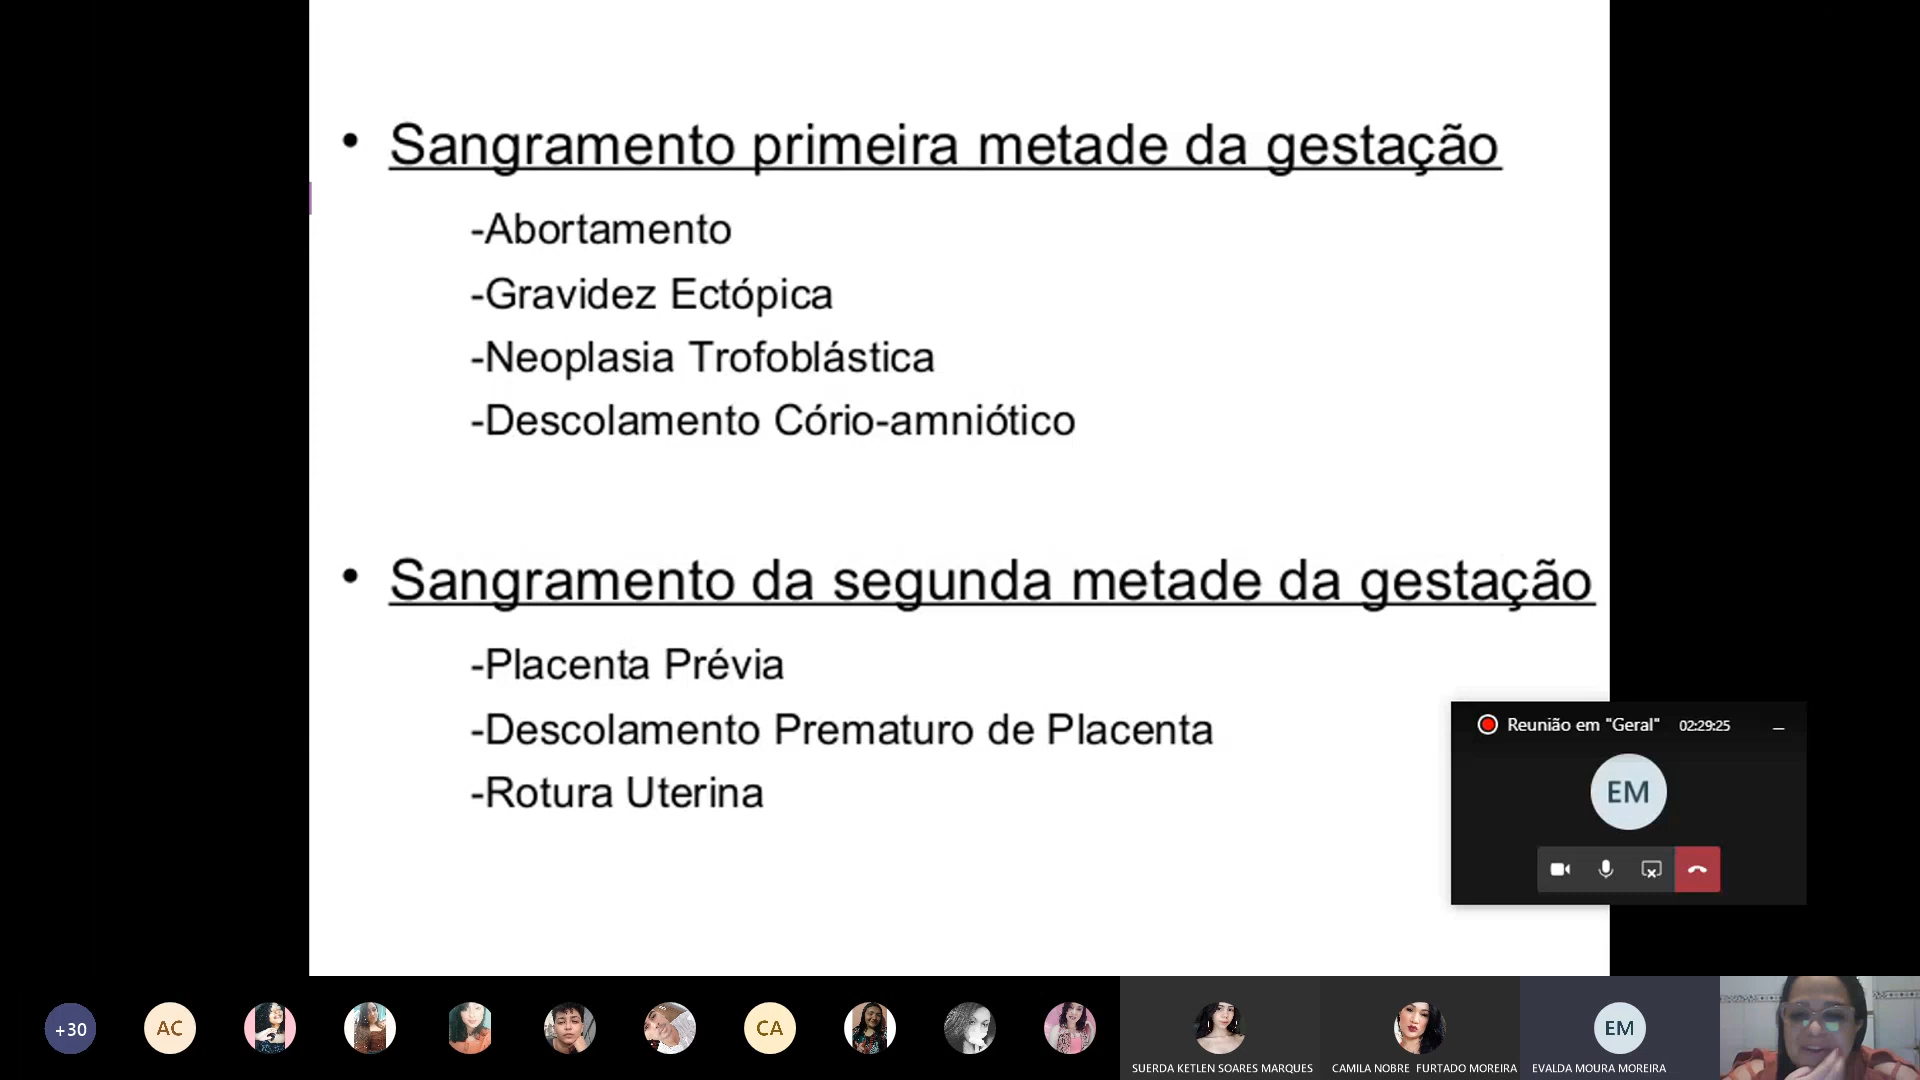 • Sangramento primeira metade da gestação
-Abortamento
-Gravidez Ectópica
-Neoplasia Trofoblástica
-Descolamento Cório-amniótico
• Sangramento da segunda metade da gestação
-Placenta Prévia
-Descolamento Prematuro de Placenta
-Rotura Uterina
Reunião em "Geral" 02:29:25
EM
+30
AC
CA
EM
SUERDA KETLEN SOARES MARQUES
CAMILA NOBRE FURTADO MOREIRA
EVALDA MOURA MOREIRA